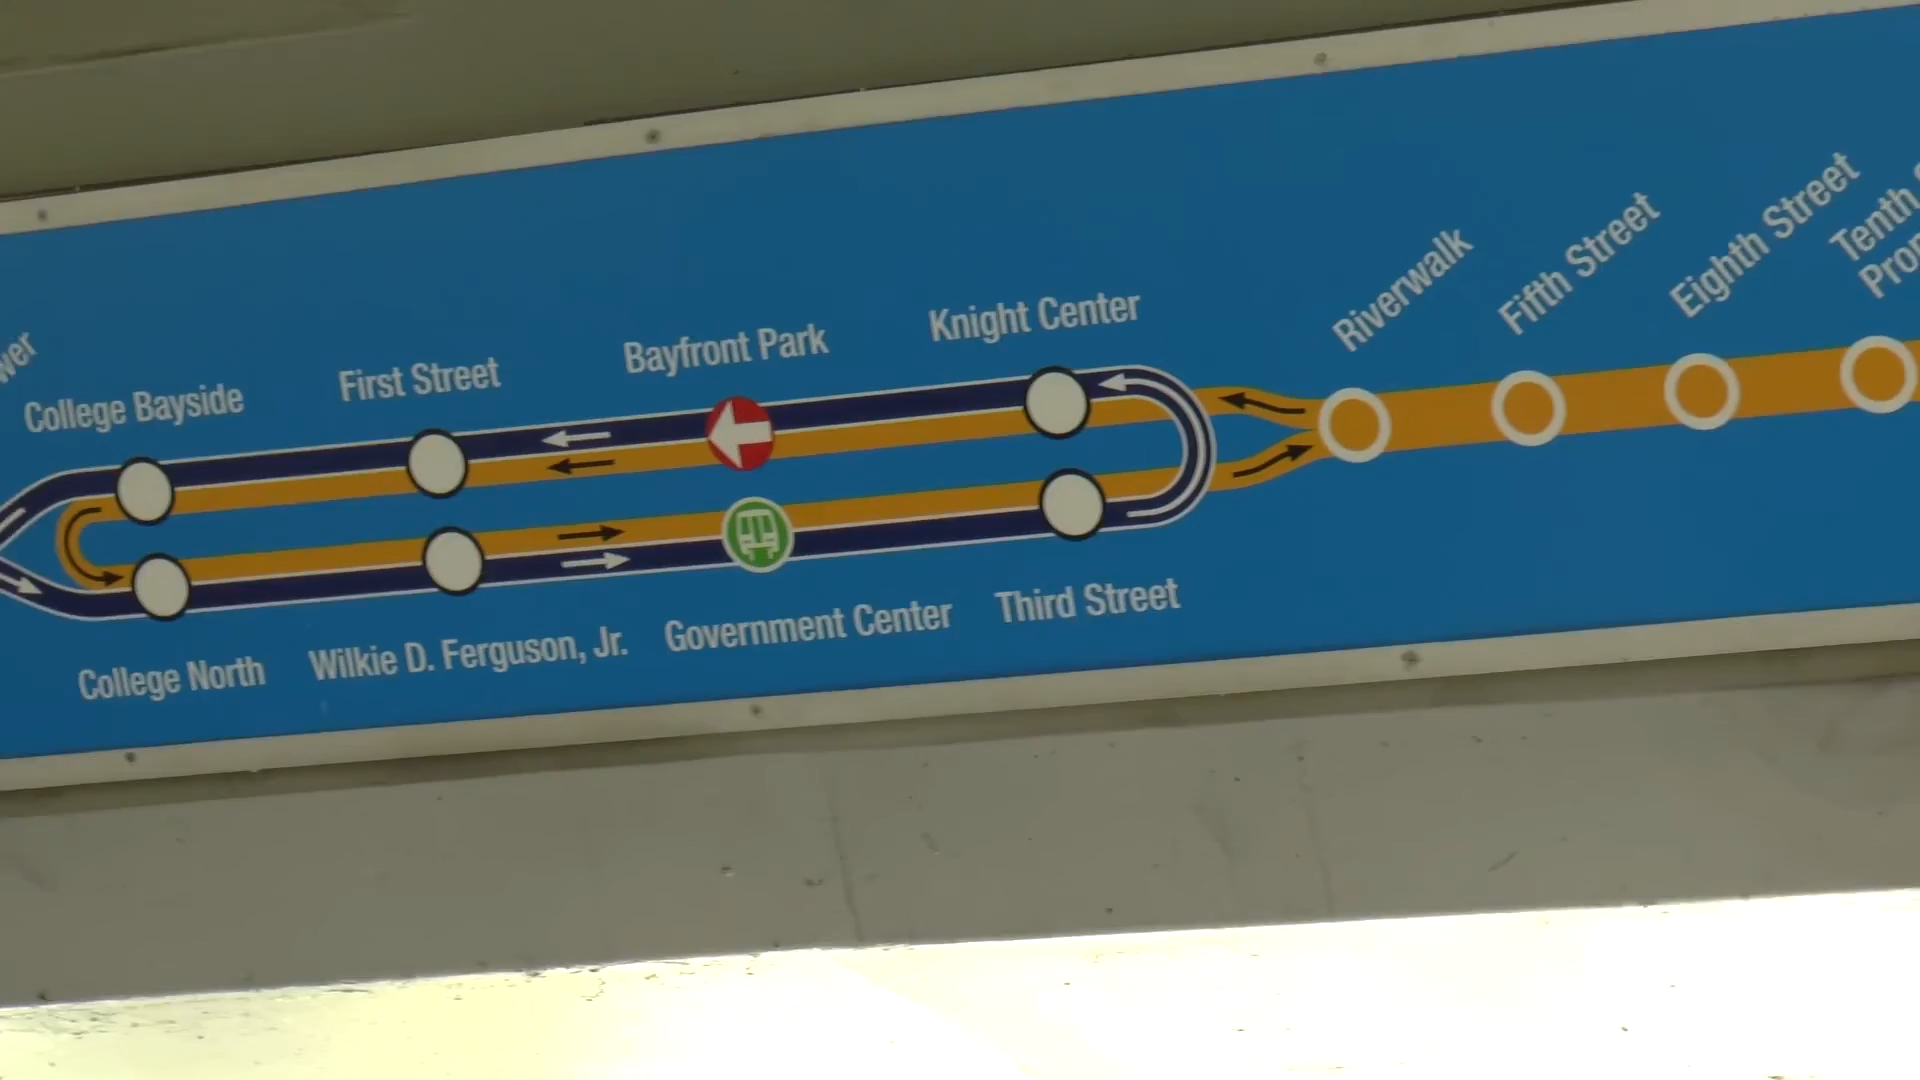 College Bayside
First Street
Bayfront Park
Knight Center
Riverwalk
Fifth Street
Eighth Street
Tenth
College North
Wilkie D. Ferguson, Jr.
Government Center
Third Street